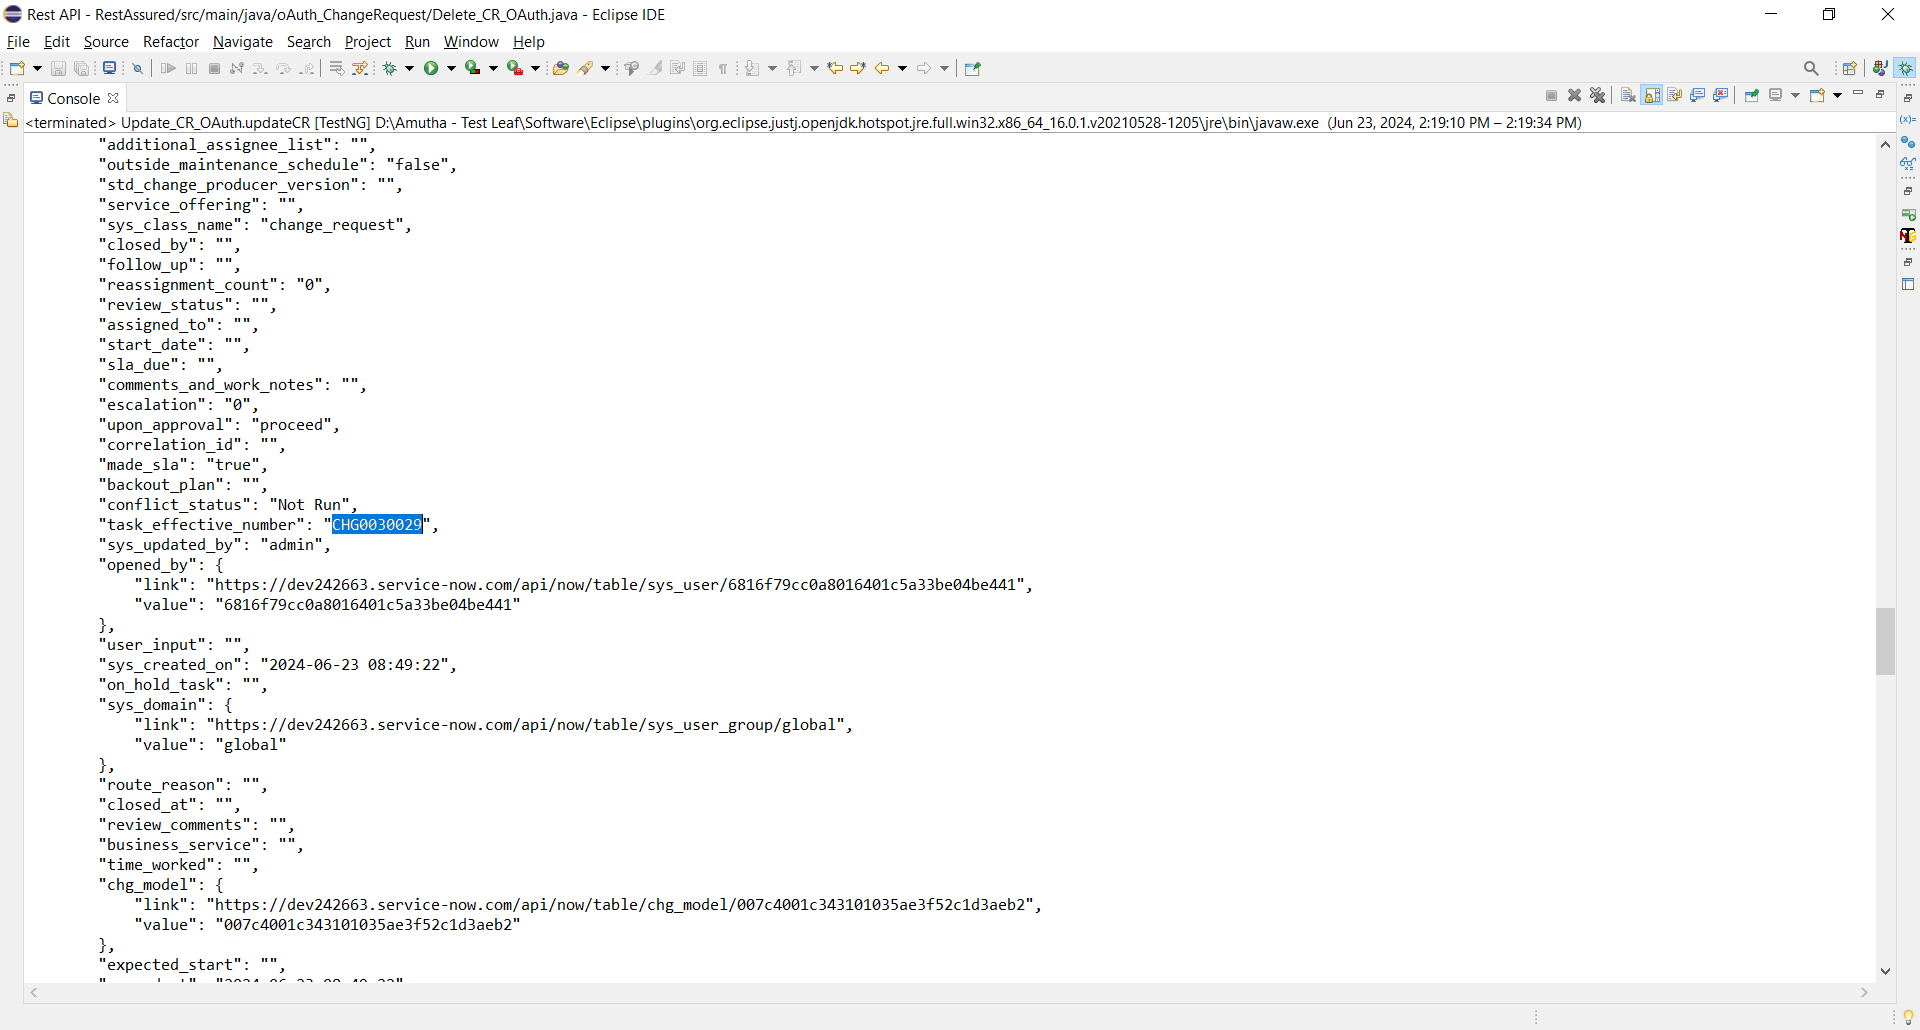 Rest API - RestAssured/src/main/java/oAuth_ChangeRequest/Delete_CR_OAuth.java - Eclipse IDE
File Edit Source Refactor Navigate Search Project Run Window Help
Console
<terminated> Update_CR_OAuth.updateCR [TestNG] D:\Amutha - Test Leaf\Software\Eclipse\plugins\org.eclipse.justj.openjdk.hotspot.jre.full.win32.x86_64_16.0.1.v20210528-1205\jre\bin\javaw.exe (Jun 23, 2024, 2:19:10 PM – 2:19:34 PM)
"additional_assignee_list": "",
"outside_maintenance_schedule": "false",
"std_change_producer_version": "",
"service_offering": "",
"sys_class_name": "change_request",
"closed_by": "",
"follow_up": "",
"reassignment_count": "0",
"review_status": "",
"assigned_to": "",
"start_date": "",
"sla_due": "",
"comments_and_work_notes": "",
"escalation": "0",
"upon_approval": "proceed",
"correlation_id": "",
"made_sla": "true",
"backout_plan": "",
"conflict_status": "Not Run",
"task_effective_number": "CHG0030029",
"sys_updated_by": "admin",
"opened_by": {
"link": "https://dev242663.service-now.com/api/now/table/sys_user/6816f79cc0a8016401c5a33be04be441",
"value": "6816f79cc0a8016401c5a33be04be441"
},
"user_input": "",
"sys_created_on": "2024-06-23 08:49:22",
"on_hold_task": "",
"sys_domain": {
"link": "https://dev242663.service-now.com/api/now/table/sys_user_group/global",
"value": "global"
},
"route_reason": "",
"closed_at": "",
"review_comments": "",
"business_service": "",
"time_worked": "",
"chg_model": {
"link": "https://dev242663.service-now.com/api/now/table/chg_model/007c4001c343101035ae3f52c1d3aeb2",
"value": "007c4001c343101035ae3f52c1d3aeb2"
},
"expected_start": "",